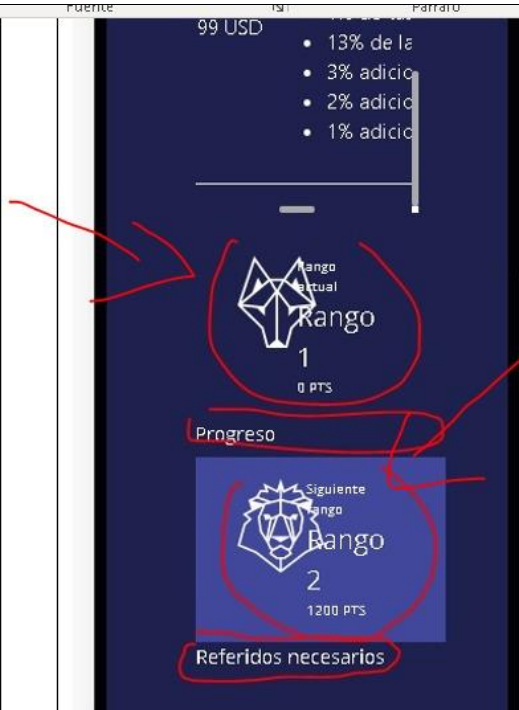 Fuente
Párrafo
99 USD
• 13% de la
• 3% adicio
• 2% adicio
• 1% adicio
Rango
actual
Rango
1
0 PTS
Progreso
Siguiente
rango
Rango
2
1200 PTS
Referidos necesarios